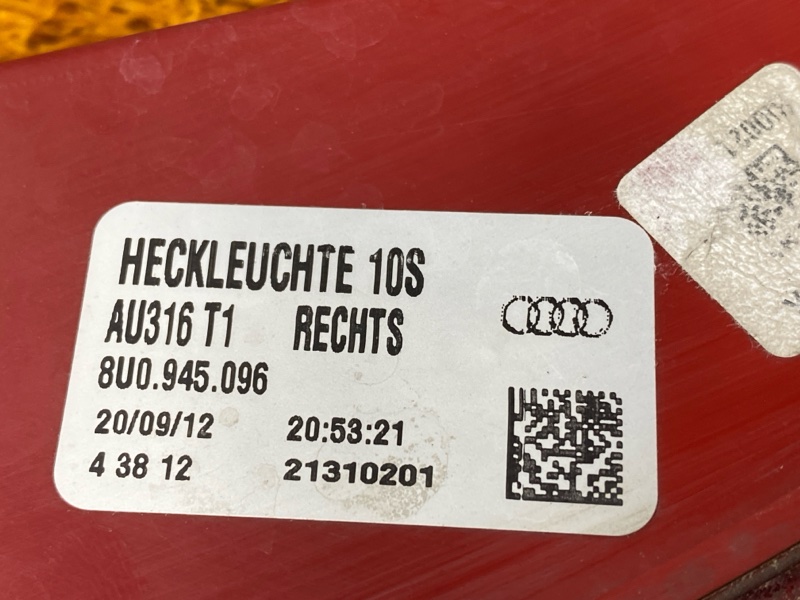 HECKLEUCHTE 10S
AU316 T1 RECHTS
8U0.945.096
20/09/12 20:53:21
4 38 12 21310201